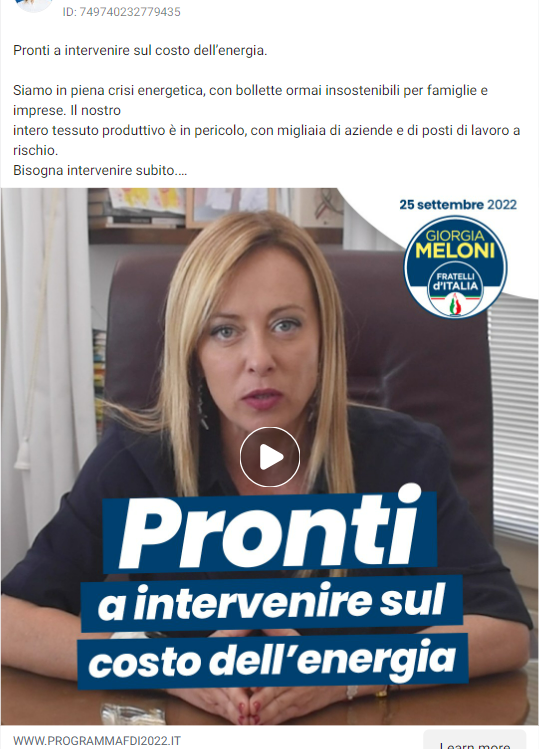 ID: 749740232779435
Pronti a intervenire sul costo dell'energia.
Siamo in piena crisi energetica, con bollette ormai insostenibili per famiglie e
imprese. Il nostro
intero tessuto produttivo è in pericolo, con migliaia di aziende e di posti di lavoro a
rischio.
Bisogna intervenire subito....
25 settembre 2022
GIORGIA
MELONI
FRATELLI
d'ITALIA
Pronti
a intervenire sul
costo dell'energia
WWW.PROGRAMMAFDI2022.IT
Learn more